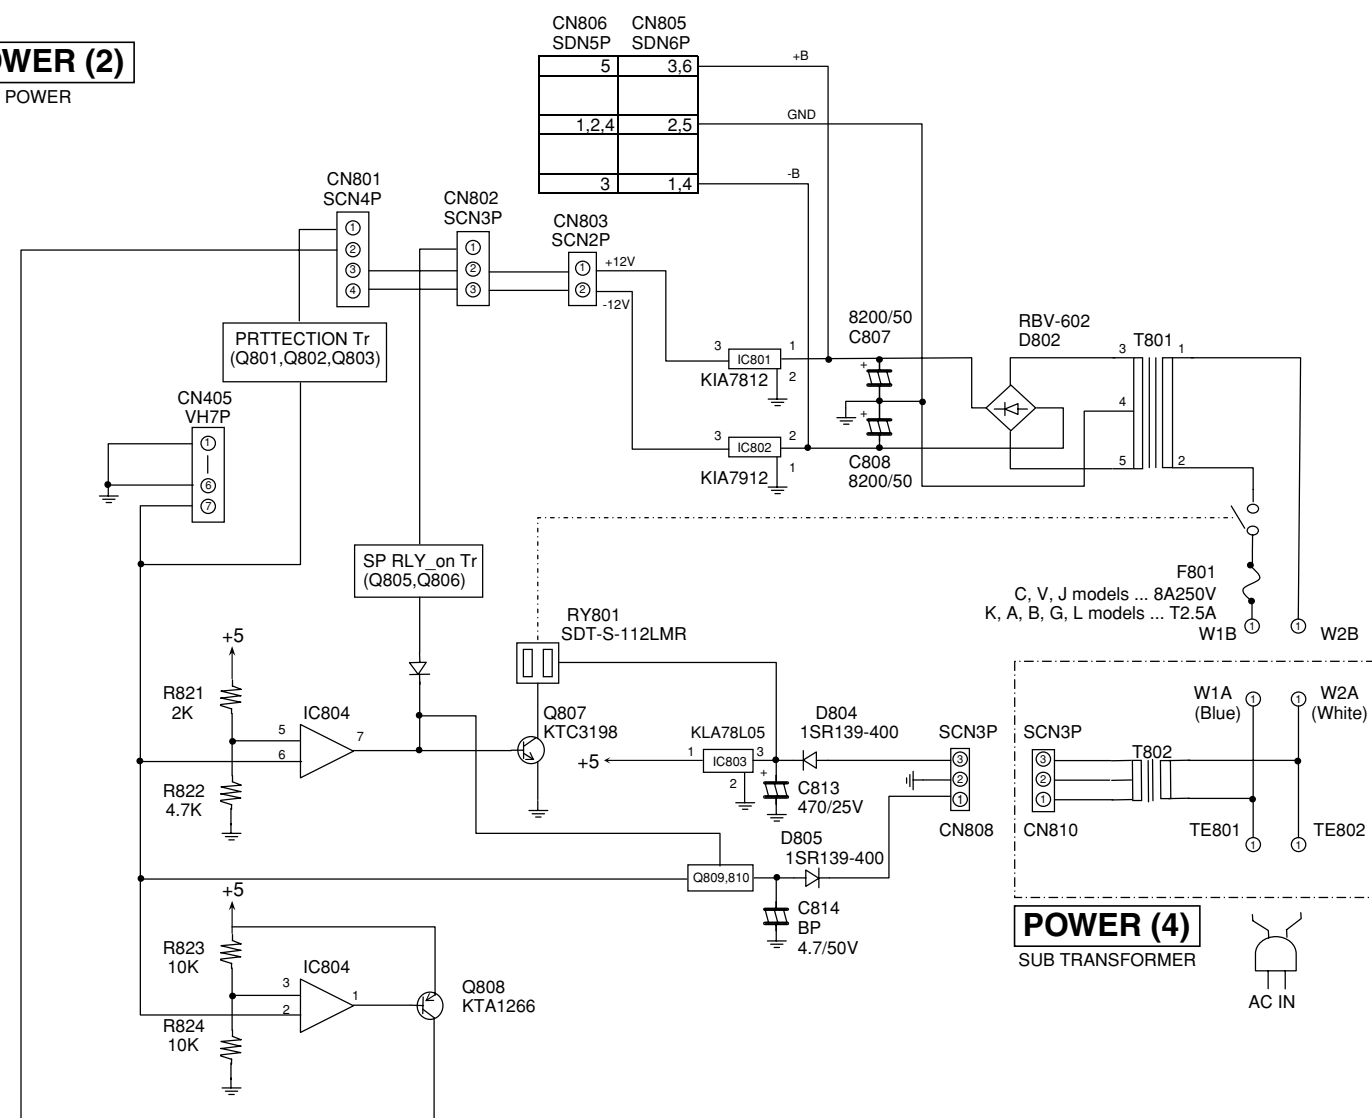 CN806 CN805
SDN5P SDN6P
5 3,6
+B
1,2,4 2,5
GND
3 1,4
-B
WER (2)
POWER
CN801
SCN4P
1
2
3
4
CN802
SCN3P
1
2
3
CN803
SCN2P
1
2
+12V
-12V
PRTTECTION Tr
(Q801,Q802,Q803)
CN405
VH7P
1
6
7
3 IC801 1
KIA7812 2
3 IC802 2
KIA7912 1
8200/50
C807
+
+
C808
8200/50
RBV-602
D802
T801
3
4
5
1
2
SP RLY_on Tr
(Q805,Q806)
F801
C, V, J models ... 8A250V
K, A, B, G, L models ... T2.5A
W1B 1 1 W2B
RY801
SDT-S-112LMR
+5
R821
2K
R822
4.7K
IC804
5
6
7
Q807
KTC3198
KLA78L05
+5 1 IC803 3
2
D804
1SR139-400
+
C813
470/25V
SCN3P
3
2
1
CN808
SCN3P
3
2
1
CN810
T802
W1A 1 1 W2A
(Blue) (White)
TE801 1 1 TE802
D805
1SR139-400
Q809,810
C814
BP
4.7/50V
POWER (4)
SUB TRANSFORMER
AC IN
+5
R823
10K
R824
10K
IC804
3
2
1
Q808
KTA1266